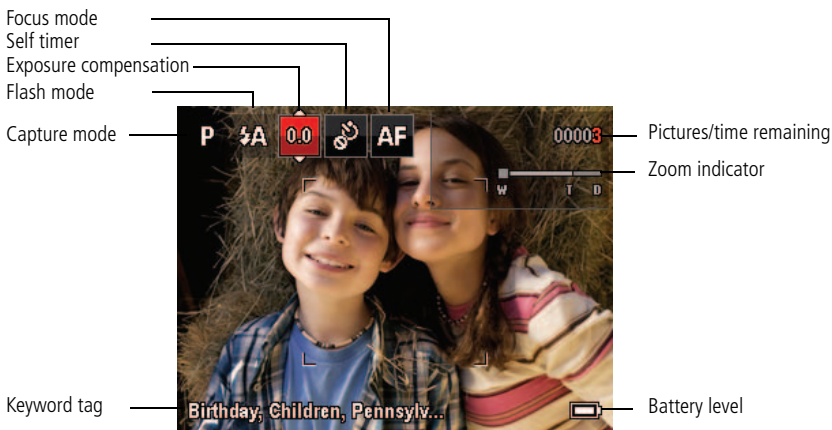 Focus mode
Self timer
Exposure compensation
Flash mode
Capture mode
P A 0.0 AF
00003
Pictures/time remaining
Zoom indicator
W T D
Keyword tag
Birthday, Children, Pennsylv...
Battery level